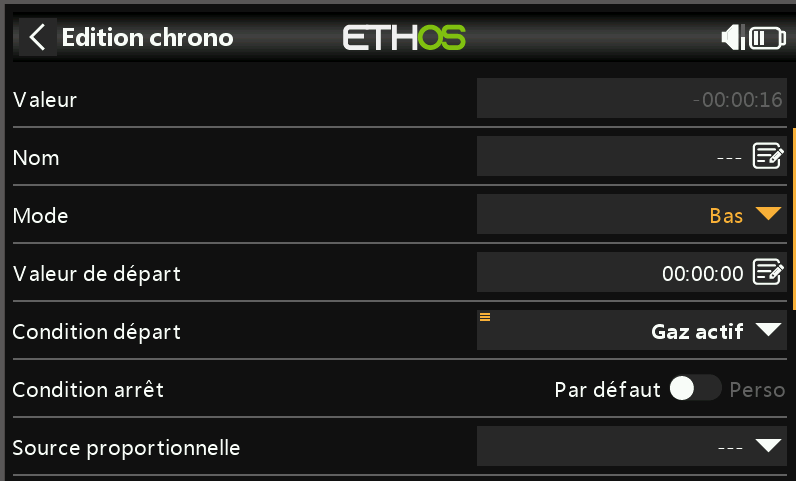 Edition chrono
ETHOS
Valeur -00:00:16
Nom ---
Mode Bas
Valeur de départ 00:00:00
Condition départ Gaz actif
Condition arrêt Par défaut Perso
Source proportionnelle ---